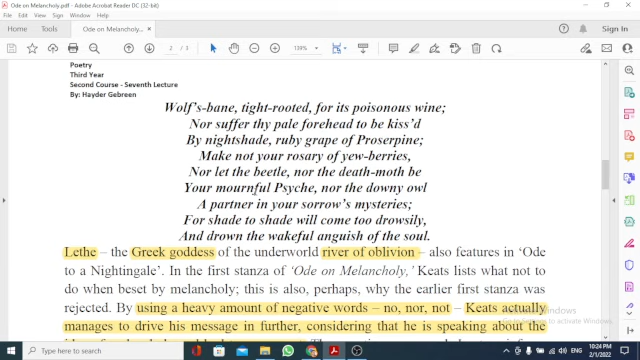 Ode on Melancholy.pdf - Adobe Acrobat Reader DC (32-bit)
File Edit View Sign Window Help
Home Tools Ode on Melancholy.... × Sign In
2 / 3 138%
Poetry
Third Year
Second Course - Seventh Lecture
By: Hayder Gebreen
Wolf's-bane, tight-rooted, for its poisonous wine;
Nor suffer thy pale forehead to be kiss'd
By nightshade, ruby grape of Proserpine;
Make not your rosary of yew-berries,
Nor let the beetle, nor the death-moth be
Your mournful Psyche, nor the downy owl
A partner in your sorrow's mysteries;
For shade to shade will come too drowsily,
And drown the wakeful anguish of the soul.
Lethe – the Greek goddess of the underworld river of oblivion – also features in 'Ode
to a Nightingale'. In the first stanza of 'Ode on Melancholy,' Keats lists what not to
do when beset by melancholy; this is also, perhaps, why the earlier first stanza was
rejected. By using a heavy amount of negative words – no, nor, not – Keats actually
manages to drive his message in further, considering that he is speaking about the
Activate Windows
Go to Settings to activate Windows.
Type here to search
10:24 PM
2/1/2022